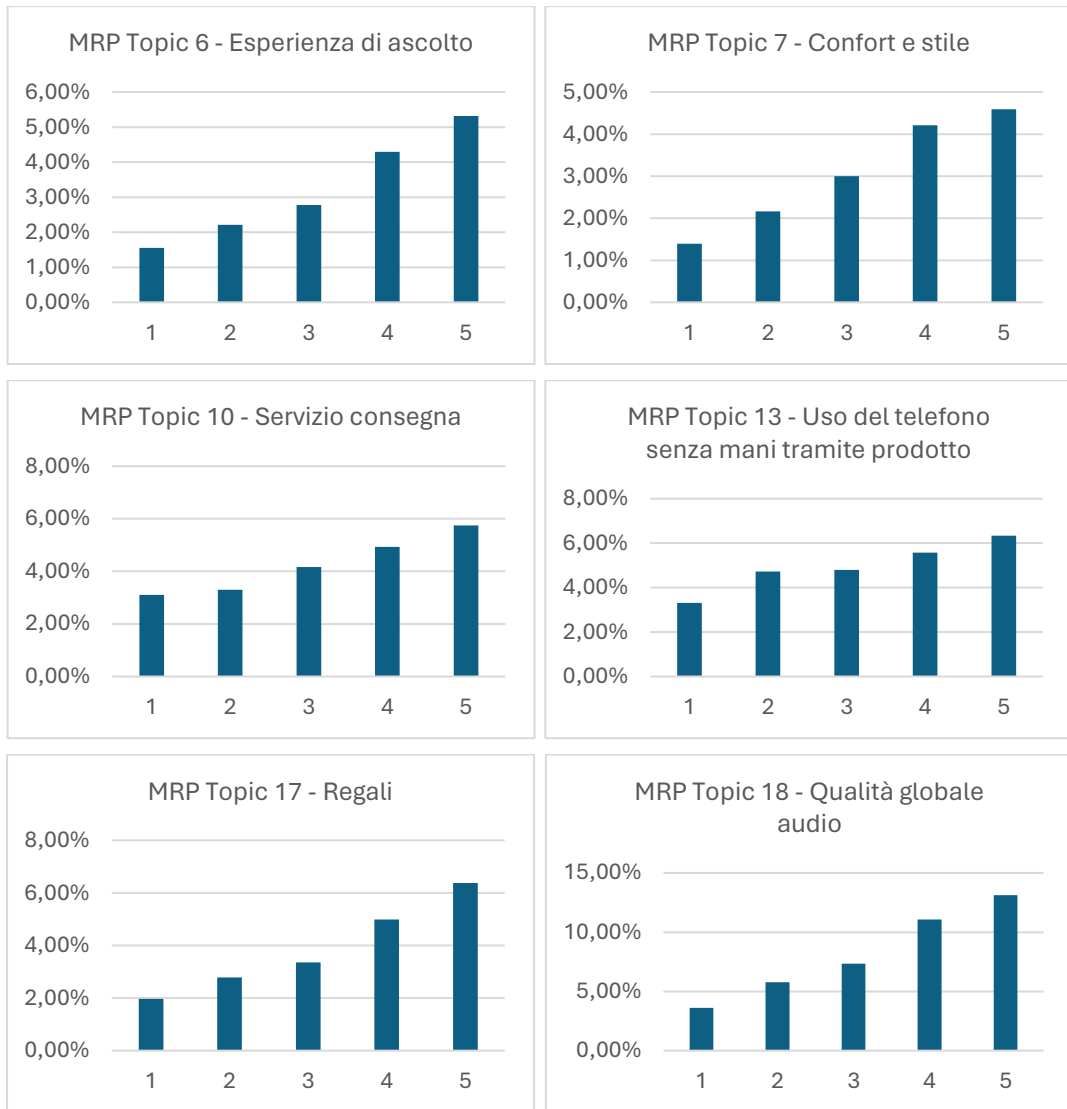 MRP Topic 6 - Esperienza di ascolto
6,00%
5,00%
4,00%
3,00%
2,00%
1,00%
0,00%
1 2 3 4 5
MRP Topic 7 - Confort e stile
5,00%
4,00%
3,00%
2,00%
1,00%
0,00%
1 2 3 4 5
MRP Topic 10 - Servizio consegna
8,00%
6,00%
4,00%
2,00%
0,00%
1 2 3 4 5
MRP Topic 13 - Uso del telefono
senza mani tramite prodotto
8,00%
6,00%
4,00%
2,00%
0,00%
1 2 3 4 5
MRP Topic 17 - Regali
8,00%
6,00%
4,00%
2,00%
0,00%
1 2 3 4 5
MRP Topic 18 - Qualità globale
audio
15,00%
10,00%
5,00%
0,00%
1 2 3 4 5